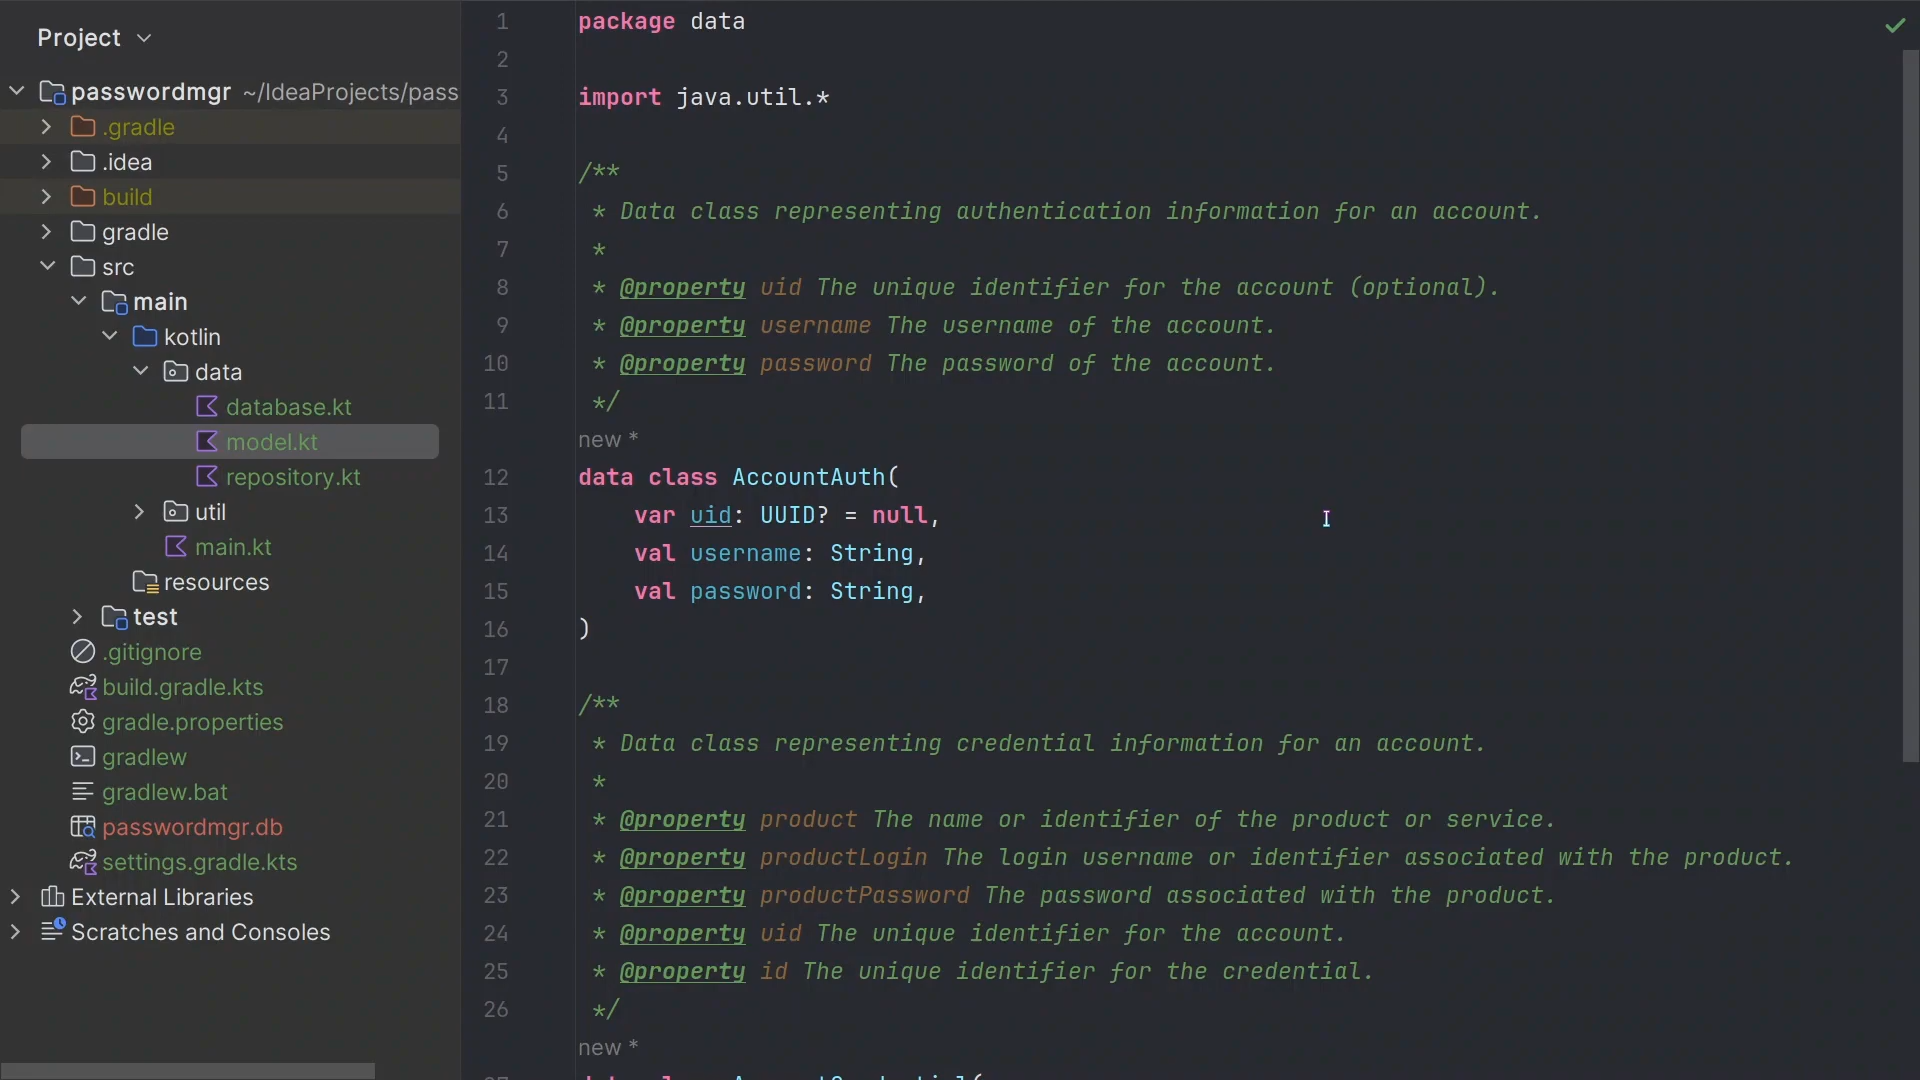 Project
passwordmgr ~/IdeaProjects/pass
.gradle
.idea
build
gradle
src
main
kotlin
data
database.kt
model.kt
repository.kt
util
main.kt
resources
test
.gitignore
build.gradle.kts
gradle.properties
gradlew
gradlew.bat
passwordmgr.db
settings.gradle.kts
External Libraries
Scratches and Consoles
1 package data
2
3 import java.util.*
4
5 /**
6 * Data class representing authentication information for an account.
7 *
8 * @property uid The unique identifier for the account (optional).
9 * @property username The username of the account.
10 * @property password The password of the account.
11 */
new *
12 data class AccountAuth(
13 var uid: UUID? = null,
14 val username: String,
15 val password: String,
16 )
17
18 /**
19 * Data class representing credential information for an account.
20 *
21 * @property product The name or identifier of the product or service.
22 * @property productLogin The login username or identifier associated with the product.
23 * @property productPassword The password associated with the product.
24 * @property uid The unique identifier for the account.
25 * @property id The unique identifier for the credential.
26 */
new *